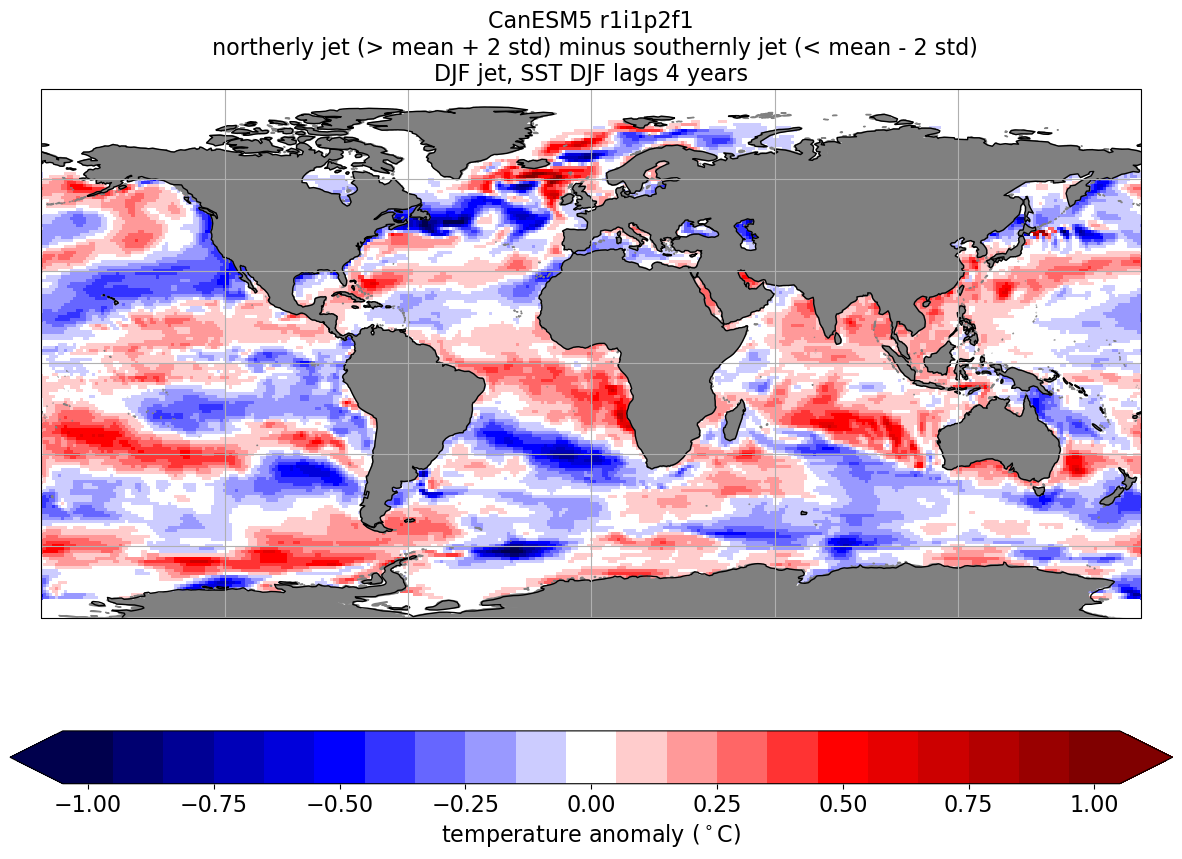 CanESM5 r1i1p2f1
northerly jet (> mean + 2 std) minus southernly jet (< mean - 2 std)
DJF jet, SST DJF lags 4 years
−1.00 −0.75 −0.50 −0.25 0.00 0.25 0.50 0.75 1.00
temperature anomaly (°C)